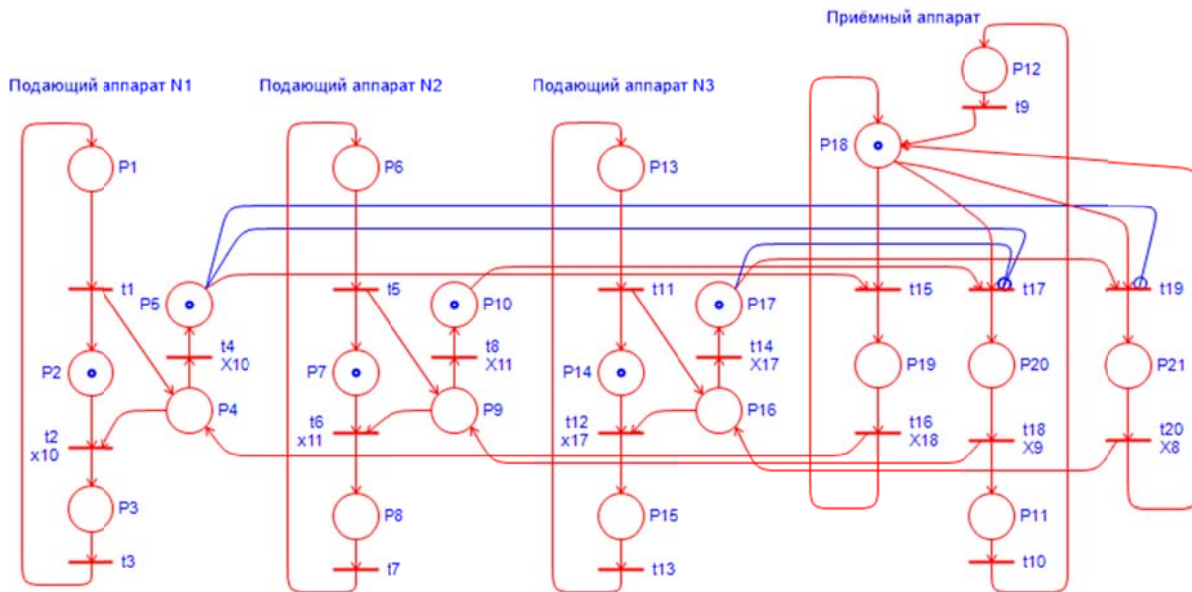 Приёмный аппарат
Подающий аппарат N1
Подающий аппарат N2
Подающий аппарат N3
P12
t9
P18
P1
P6
P13
t1
P6
t5
P10
t11
P17
t15
t17
t19
t4
X10
t8
X11
t14
X17
P2
P7
P14
P19
P20
P21
P4
P9
P16
t2
x10
t6
x11
t12
x17
t16
X18
t18
X9
t20
X8
P3
P8
P15
P11
t3
t7
t13
t10